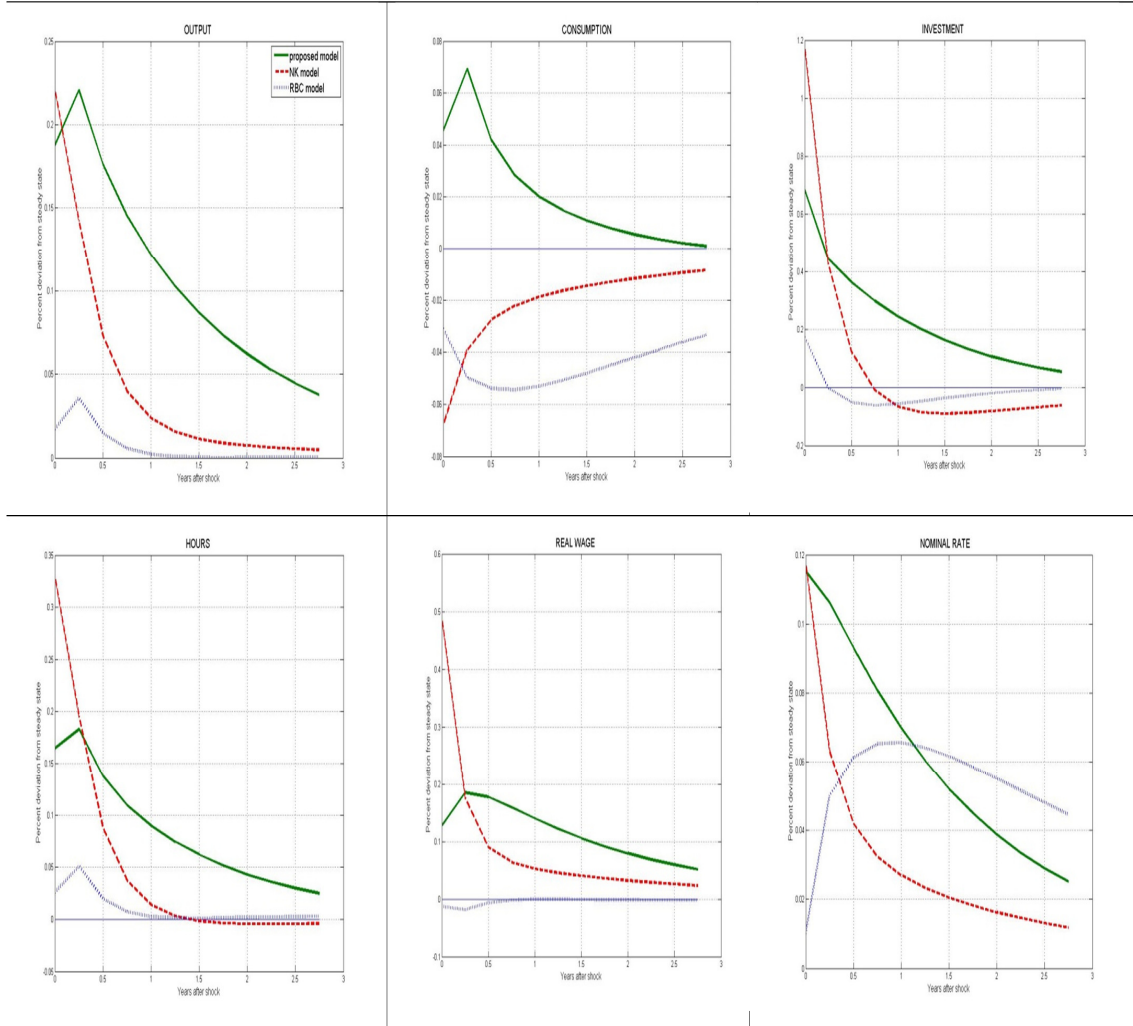 OUTPUT
0.25
0.2
0.15
0.1
0.05
0
Percent deviation from steady state
proposed model
NK model
RBC model
0 0.5 1 1.5 2 2.5 3
Years after shock
CONSUMPTION
0.08
0.06
0.04
0.02
0
-0.02
-0.04
-0.06
-0.08
Percent deviation from steady state
0 0.5 1 1.5 2 2.5 3
Years after shock
INVESTMENT
1.2
1
0.8
0.6
0.4
0.2
0
-0.2
Percent deviation from steady state
0 0.5 1 1.5 2 2.5 3
Years after shock
HOURS
0.35
0.3
0.25
0.2
0.15
0.1
0.05
0
-0.05
Percent deviation from steady state
0 0.5 1 1.5 2 2.5 3
Years after shock
REAL WAGE
0.6
0.5
0.4
0.3
0.2
0.1
0
-0.1
Percent deviation from steady state
0 0.5 1 1.5 2 2.5 3
Years after shock
NOMINAL RATE
0.12
0.1
0.08
0.06
0.04
0.02
0
Percent deviation from steady state
0 0.5 1 1.5 2 2.5 3
Years after shock